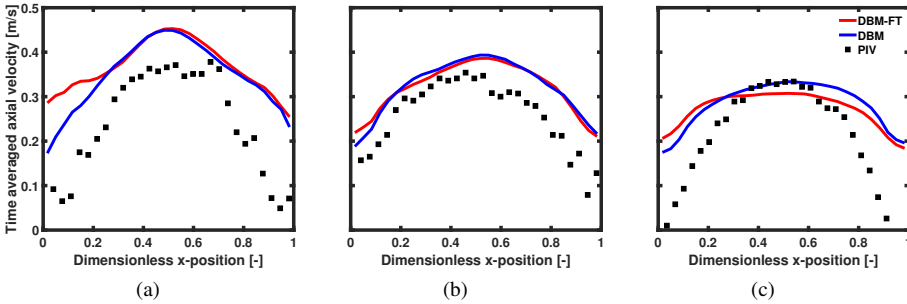 Time averaged axial velocity [m/s]
0.5
0.4
0.3
0.2
0.1
0
0 0.2 0.4 0.6 0.8 1
0 0.2 0.4 0.6 0.8 1
0 0.2 0.4 0.6 0.8 1
Dimensionless x-position [-]
Dimensionless x-position [-]
Dimensionless x-position [-]
DBM-FT
DBM
PIV
(a)
(b)
(c)